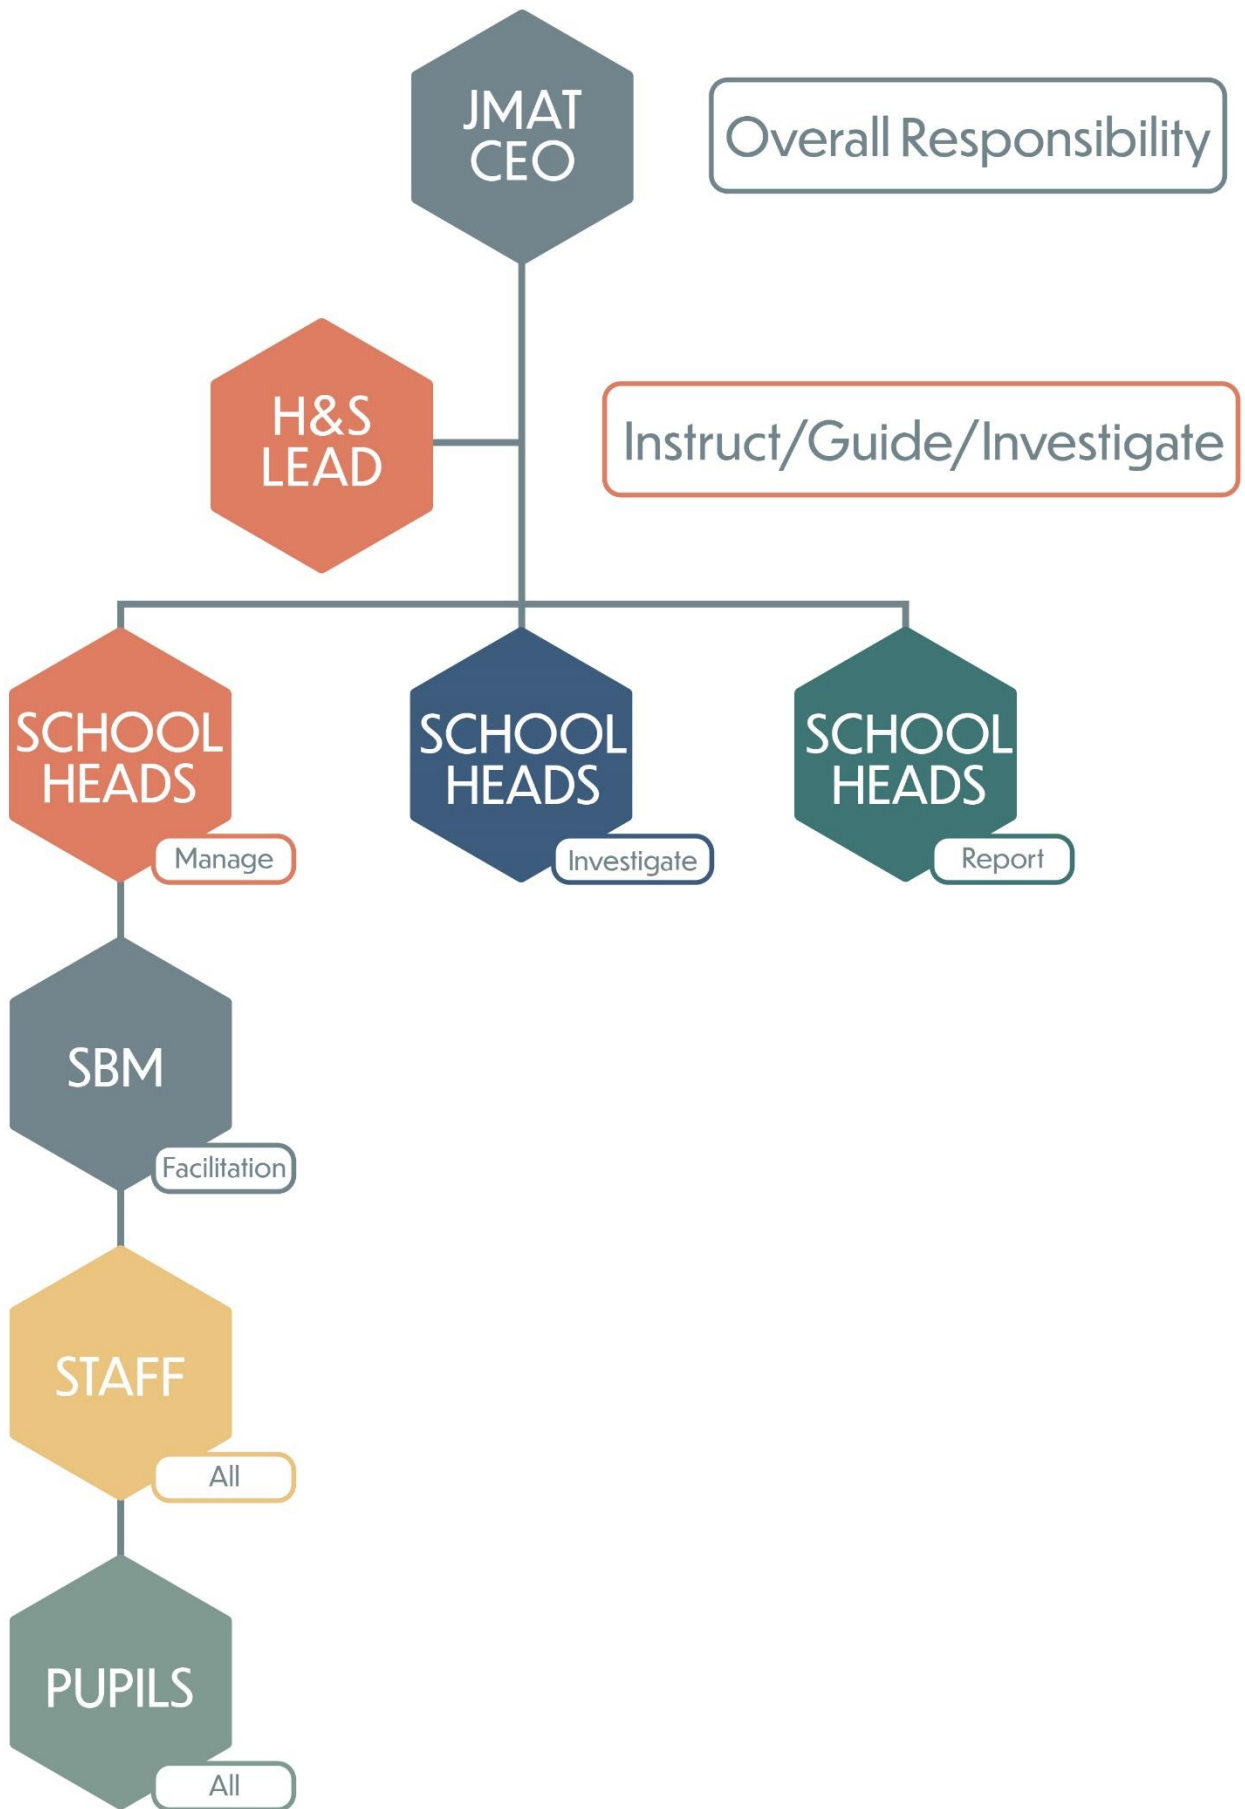 JMAT
CEO
Overall Responsibility
H&S
LEAD
Instruct/Guide/Investigate
SCHOOL
HEADS
Manage
SCHOOL
HEADS
Investigate
SCHOOL
HEADS
Report
SBM
Facilitation
STAFF
All
PUPILS
All